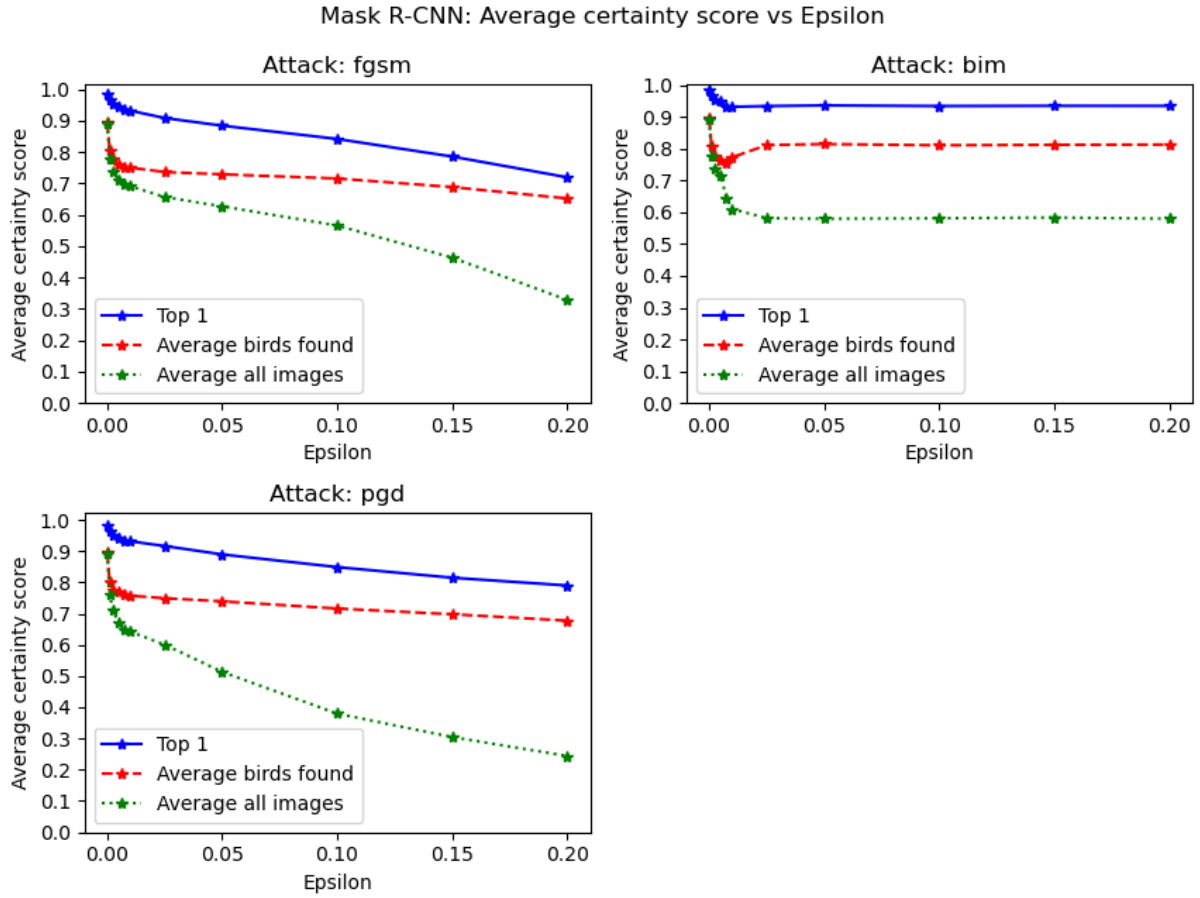 Mask R-CNN: Average certainty score vs Epsilon
Attack: fgsm
1.0
0.9
0.8
0.7
0.6
0.5
0.4
0.3
0.2
0.1
0.0
Average certainty score
Top 1
Average birds found
Average all images
0.00 0.05 0.10 0.15 0.20
Epsilon
Attack: bim
1.0
0.9
0.8
0.7
0.6
0.5
0.4
0.3
0.2
0.1
0.0
Average certainty score
Top 1
Average birds found
Average all images
0.00 0.05 0.10 0.15 0.20
Epsilon
Attack: pgd
1.0
0.9
0.8
0.7
0.6
0.5
0.4
0.3
0.2
0.1
0.0
Average certainty score
Top 1
Average birds found
Average all images
0.00 0.05 0.10 0.15 0.20
Epsilon